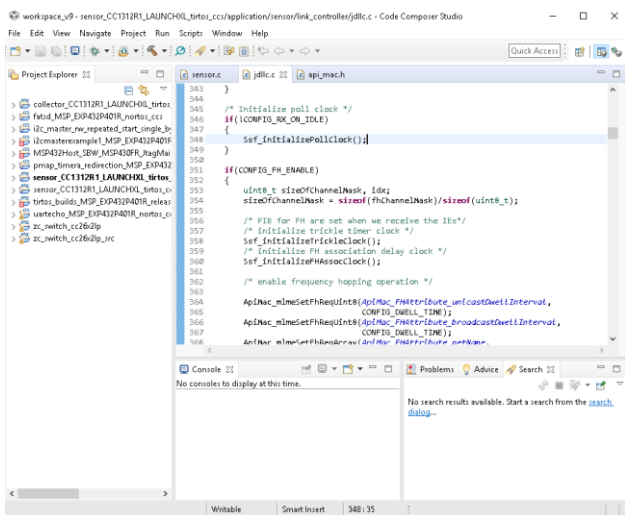 workspace_v9 - sensor_CC1312R1_LAUNCHXL_tirtos_ccs/application/sensor/link_controller/jdllc.c - Code Composer Studio
File Edit View Navigate Project Run Scripts Window Help
Quick Access
Project Explorer
collector_CC1312R1_LAUNCHXL_tirtos
fatsd_MSP_EXP432P401R_nortos_ccs
i2c_master_rw_repeated_start_single_by
i2cmasterexample1_MSP_EXP432P401R
MSP432Host_SBW_MSP430FR_JtagMai
pmap_timera_redirection_MSP_EXP432
sensor_CC1312R1_LAUNCHXL_tirtos_
sensor_CC1312R1_LAUNCHXL_tirtos_cc
tirtos_builds_MSP_EXP432P401R_releas
uartecho_MSP_EXP432P401R_nortos_cc
zc_switch_cc26x2lp
zc_switch_cc26x2lp_src
sensor.c jdllc.c api_mac.h
343 }
344
345 /* Initialize poll clock */
346 if(!CONFIG_RX_ON_IDLE)
347 {
348 Ssf_initializePollClock();
349 }
350
351 if(CONFIG_FH_ENABLE)
352 {
353 uint8_t sizeOfChannelMask, idx;
354 sizeOfChannelMask = sizeof(fhChannelMask)/sizeof(uint8_t);
355
356 /* PIB for FH are set when we receive the IEs*/
357 /* initialize trickle timer clock */
358 Ssf_initializeTrickleClock();
359 /* initialize FH association delay clock */
360 Ssf_initializeFHAssocClock();
361
362 /* enable frequency hopping operation */
363
364 ApiMac_mlmeSetFhReqUint8(ApiMac_FHAttribute_unicastDwellInterval,
365 CONFIG_DWELL_TIME);
366 ApiMac_mlmeSetFhReqUint8(ApiMac_FHAttribute_broadcastDwellInterval,
367 CONFIG_DWELL_TIME);
368 ApiMac_mlmeSetFhReqArray(ApiMac_FHAttribute_netName,
Console
No consoles to display at this time.
Problems Advice Search
No search results available. Start a search from the search
dialog...
Writable Smart Insert 348 : 35